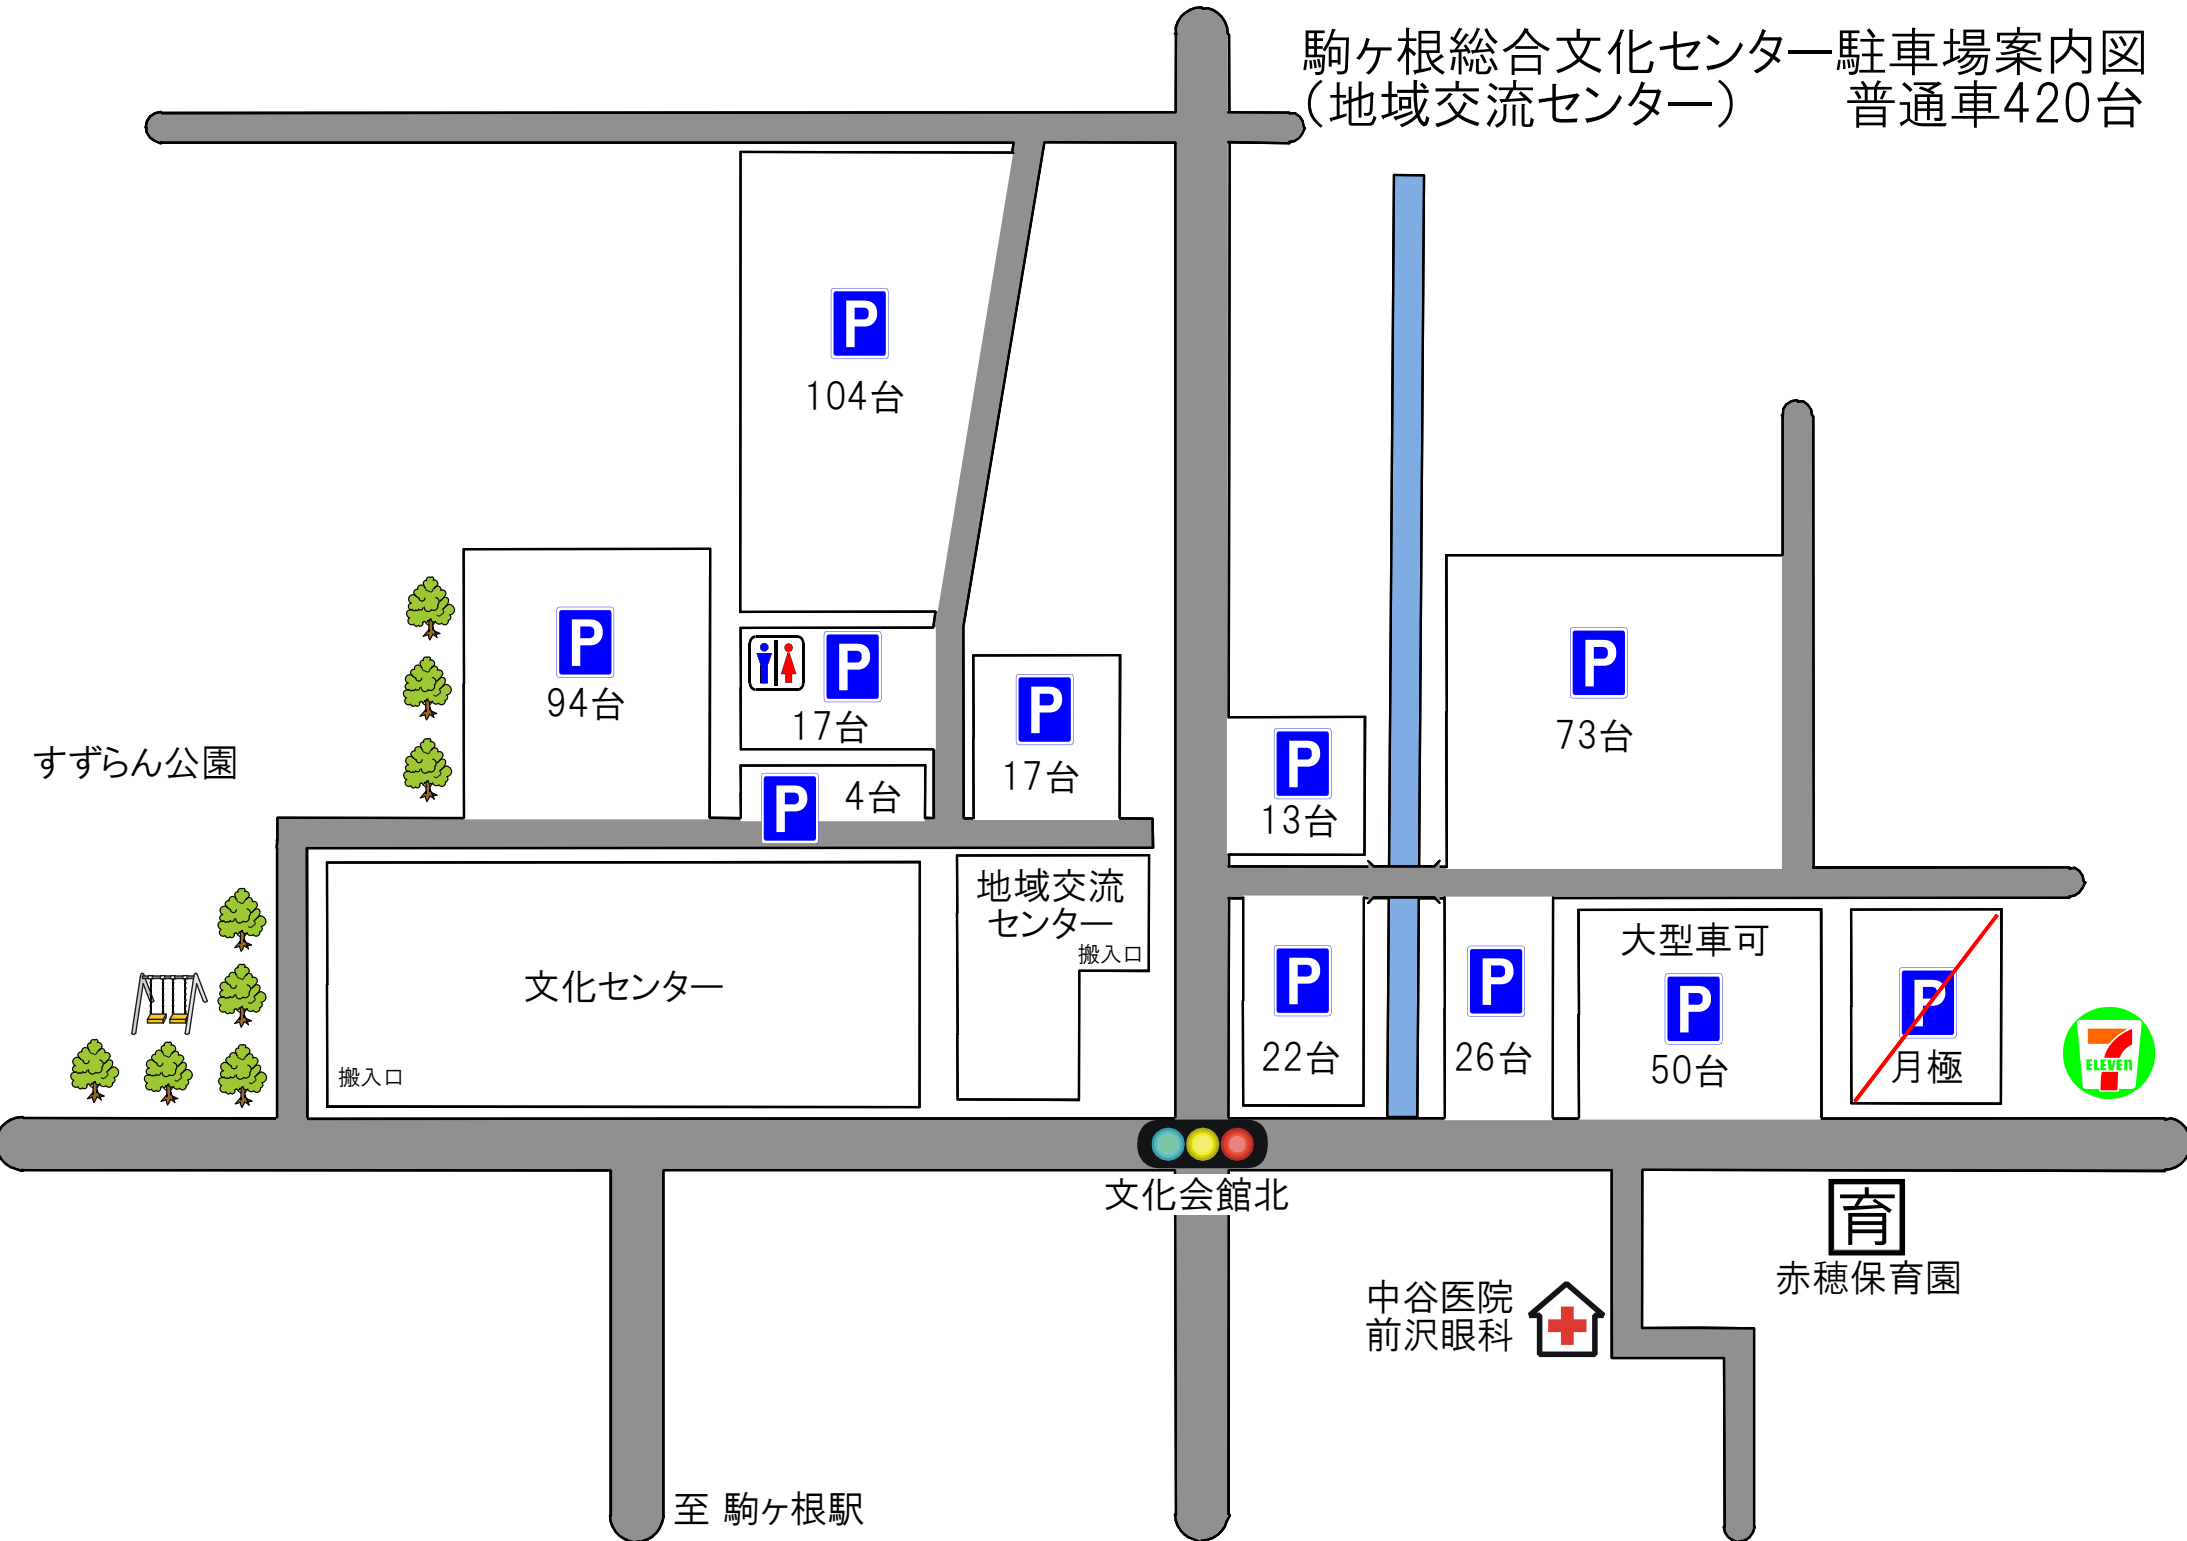 駒ヶ根総合文化センター駐車場案内図
(地域交流センター) 普通車420台
P
104台
P
94台
P
17台
P
4台
P
17台
P
13台
P
73台
すずらん公園
地域交流
センター
搬入口
文化センター
搬入口
P
22台
P
26台
大型車可
P
50台
P
月極
7
ELEVEn
文化会館北
育
赤穂保育園
中谷医院
前沢眼科
至 駒ヶ根駅